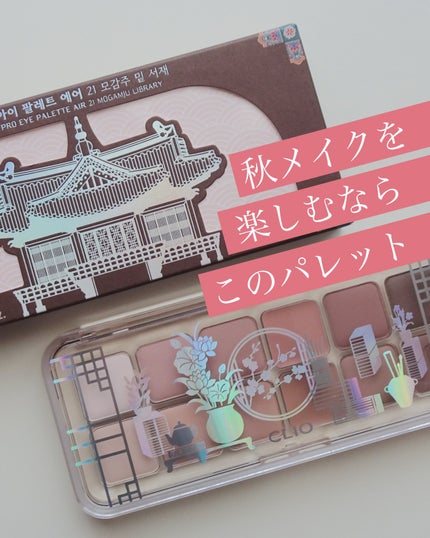 아이 팔레트 에어 21 모감주 밑 서재
PRO EYE PALETTE AIR 21 MOGAMJU LIBRARY
秋メイクを
楽しむなら
このパレット
CLIO